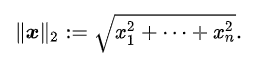 ‖𝒙‖₂ := √(x₁² + ⋯ + xₙ²).